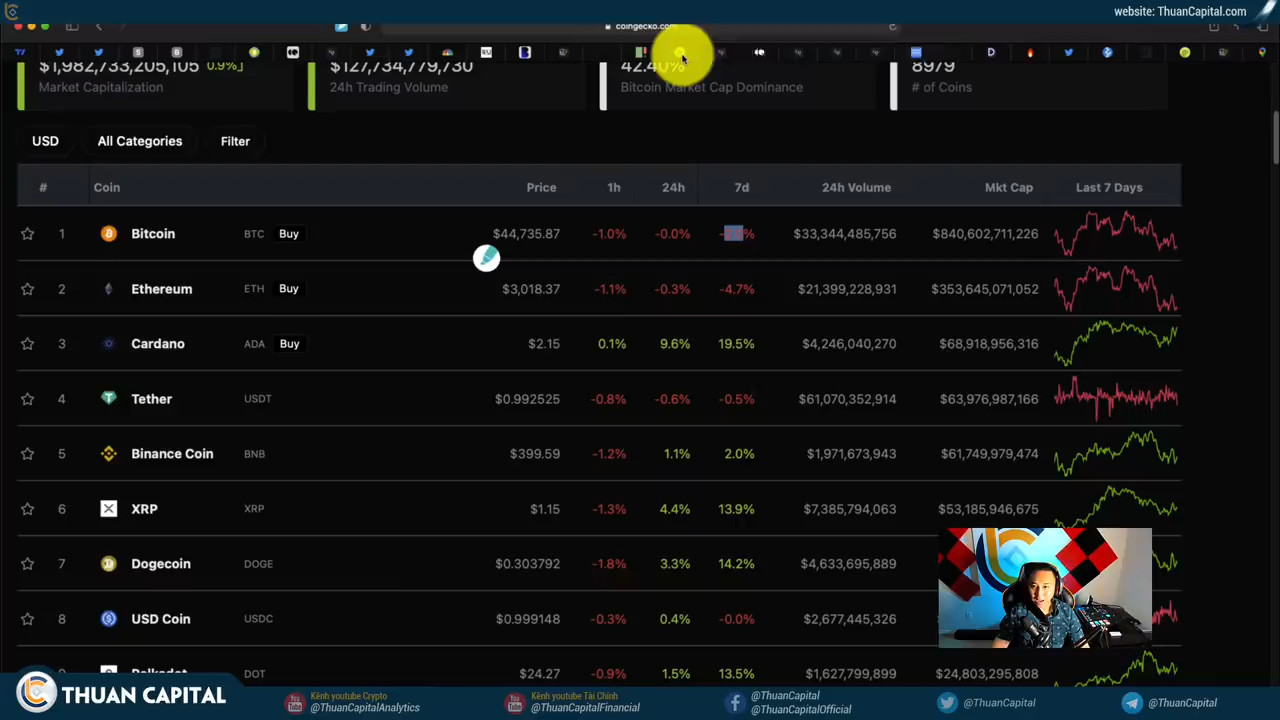 website: ThuanCapital.com
coingecko.com
$1,982,733,205,105 0.9%
$127,734,779,730
42.40%
8979
Market Capitalization
24h Trading Volume
Bitcoin Market Cap Dominance
# of Coins
USD All Categories Filter
# Coin Price 1h 24h 7d 24h Volume Mkt Cap Last 7 Days
1 Bitcoin BTC Buy $44,735.87 -1.0% -0.0% $33,344,485,756 $840,602,711,226
2 Ethereum ETH Buy $3,018.37 -1.1% -0.3% -4.7% $21,399,228,931 $353,645,071,052
3 Cardano ADA Buy $2.15 0.1% 9.6% 19.5% $4,246,040,270 $68,918,956,316
4 Tether USDT $0.992525 -0.8% -0.6% -0.5% $61,070,352,914 $63,976,987,166
5 Binance Coin BNB $399.59 -1.2% 1.1% 2.0% $1,971,673,943 $61,749,979,474
6 XRP XRP $1.15 -1.3% 4.4% 13.9% $7,385,794,063 $53,185,946,675
7 Dogecoin DOGE $0.303792 -1.8% 3.3% 14.2% $4,633,695,889
8 USD Coin USDC $0.999148 -0.3% 0.4% -0.0% $2,677,445,326
9 Polkadot DOT $24.27 -0.9% 1.5% 13.5% $1,627,799,899 $24,803,295,808
THUAN CAPITAL
Kênh youtube Crypto
@ThuanCapitalAnalytics
Kênh youtube Tài Chính
@ThuanCapitalFinancial
@ThuanCapital
@ThuanCapitalOfficial
@ThuanCapital
@ThuanCapital